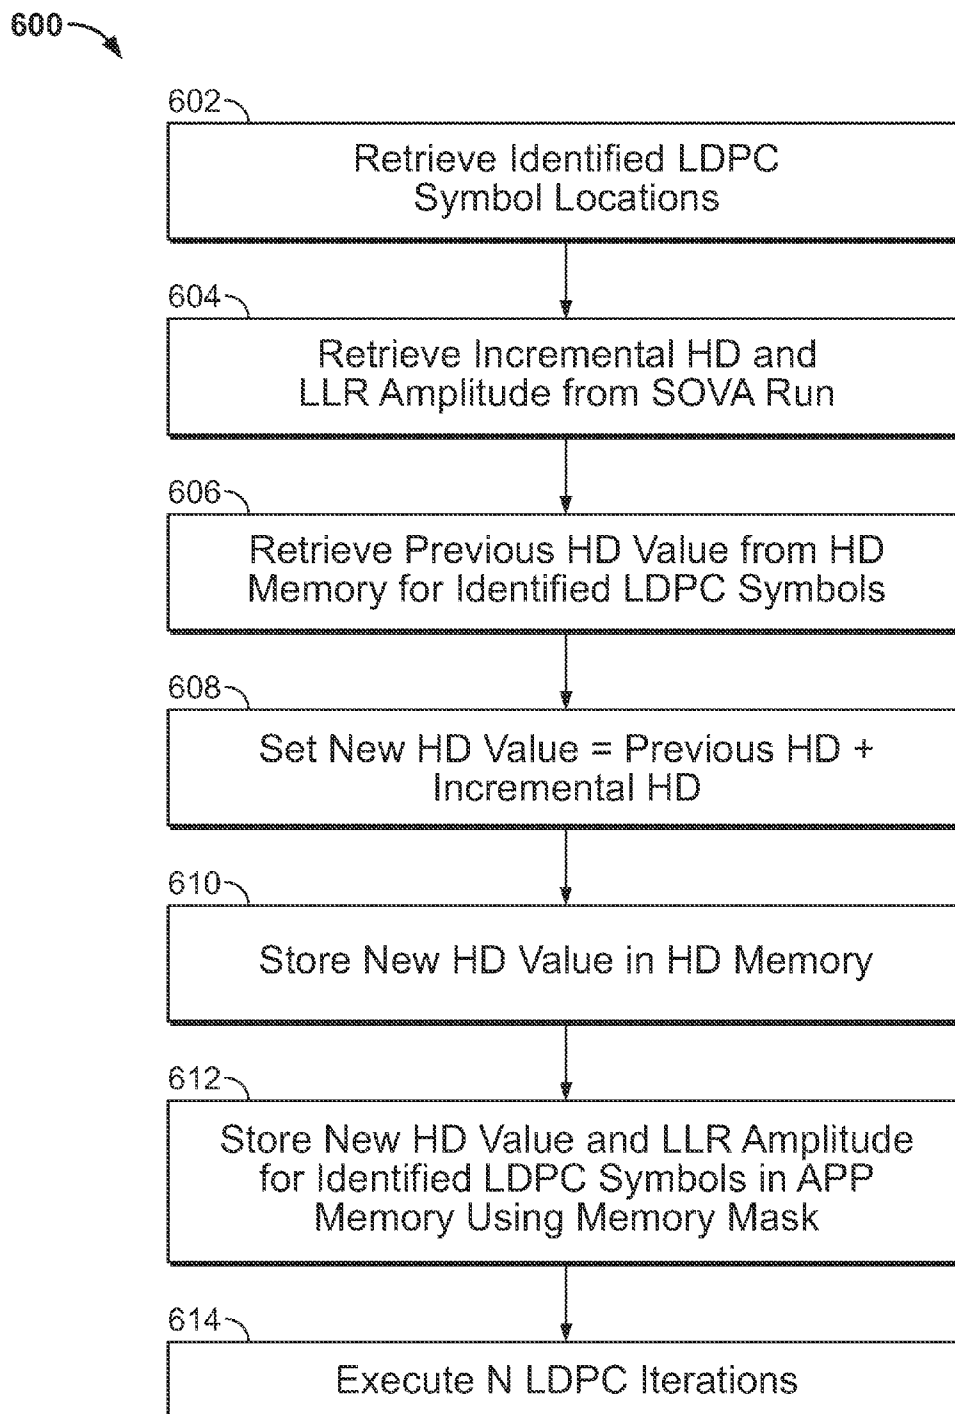 600
602
Retrieve Identified LDPC
Symbol Locations
604
Retrieve Incremental HD and
LLR Amplitude from SOVA Run
606
Retrieve Previous HD Value from HD
Memory for Identified LDPC Symbols
608
Set New HD Value = Previous HD +
Incremental HD
610
Store New HD Value in HD Memory
612
Store New HD Value and LLR Amplitude
for Identified LDPC Symbols in APP
Memory Using Memory Mask
614
Execute N LDPC Iterations